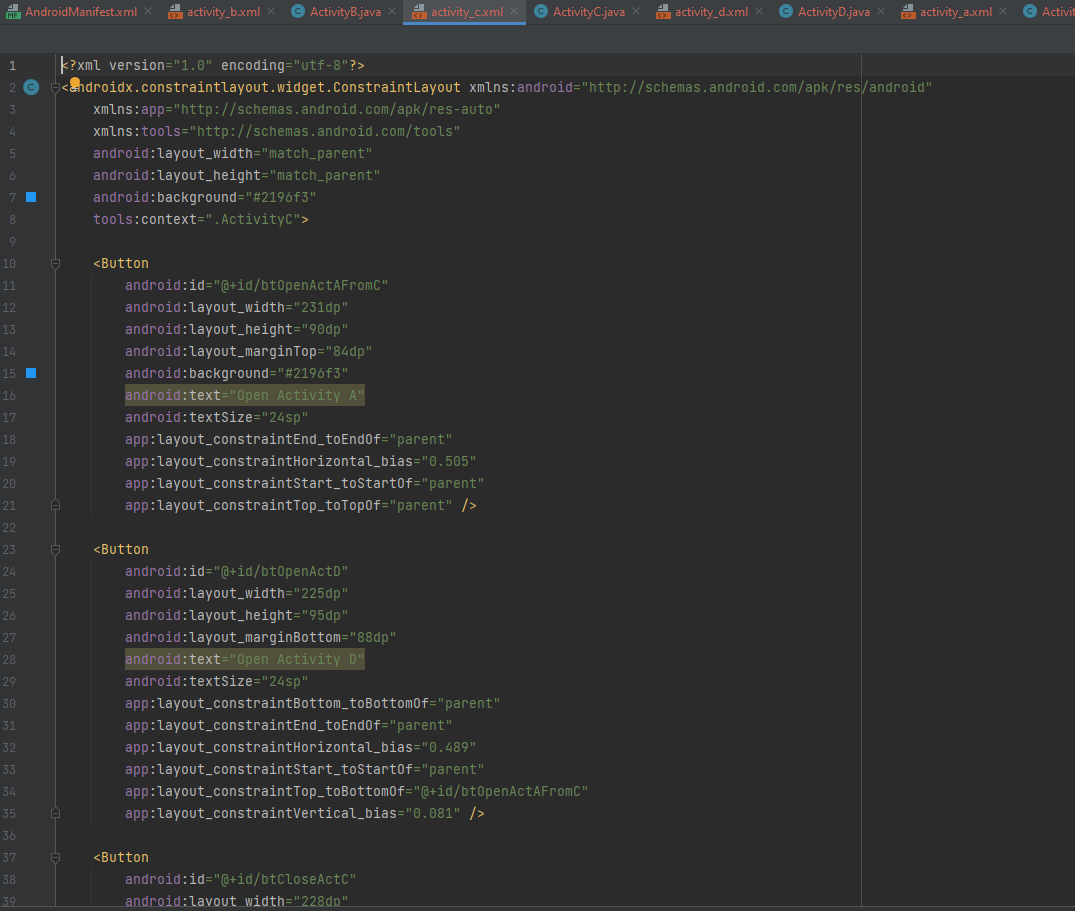 AndroidManifest.xml activity_b.xml ActivityB.java activity_c.xml ActivityC.java activity_d.xml ActivityD.java activity_a.xml Activit
1 <?xml version="1.0" encoding="utf-8"?>
2 <androidx.constraintlayout.widget.ConstraintLayout xmlns:android="http://schemas.android.com/apk/res/android"
3 xmlns:app="http://schemas.android.com/apk/res-auto"
4 xmlns:tools="http://schemas.android.com/tools"
5 android:layout_width="match_parent"
6 android:layout_height="match_parent"
7 android:background="#2196f3"
8 tools:context=".ActivityC">
9
10 <Button
11 android:id="@+id/btOpenActAFromC"
12 android:layout_width="231dp"
13 android:layout_height="90dp"
14 android:layout_marginTop="84dp"
15 android:background="#2196f3"
16 android:text="Open Activity A"
17 android:textSize="24sp"
18 app:layout_constraintEnd_toEndOf="parent"
19 app:layout_constraintHorizontal_bias="0.505"
20 app:layout_constraintStart_toStartOf="parent"
21 app:layout_constraintTop_toTopOf="parent" />
22
23 <Button
24 android:id="@+id/btOpenActD"
25 android:layout_width="225dp"
26 android:layout_height="95dp"
27 android:layout_marginBottom="88dp"
28 android:text="Open Activity D"
29 android:textSize="24sp"
30 app:layout_constraintBottom_toBottomOf="parent"
31 app:layout_constraintEnd_toEndOf="parent"
32 app:layout_constraintHorizontal_bias="0.489"
33 app:layout_constraintStart_toStartOf="parent"
34 app:layout_constraintTop_toBottomOf="@+id/btOpenActAFromC"
35 app:layout_constraintVertical_bias="0.081" />
36
37 <Button
38 android:id="@+id/btCloseActC"
39 android:layout_width="228dp"